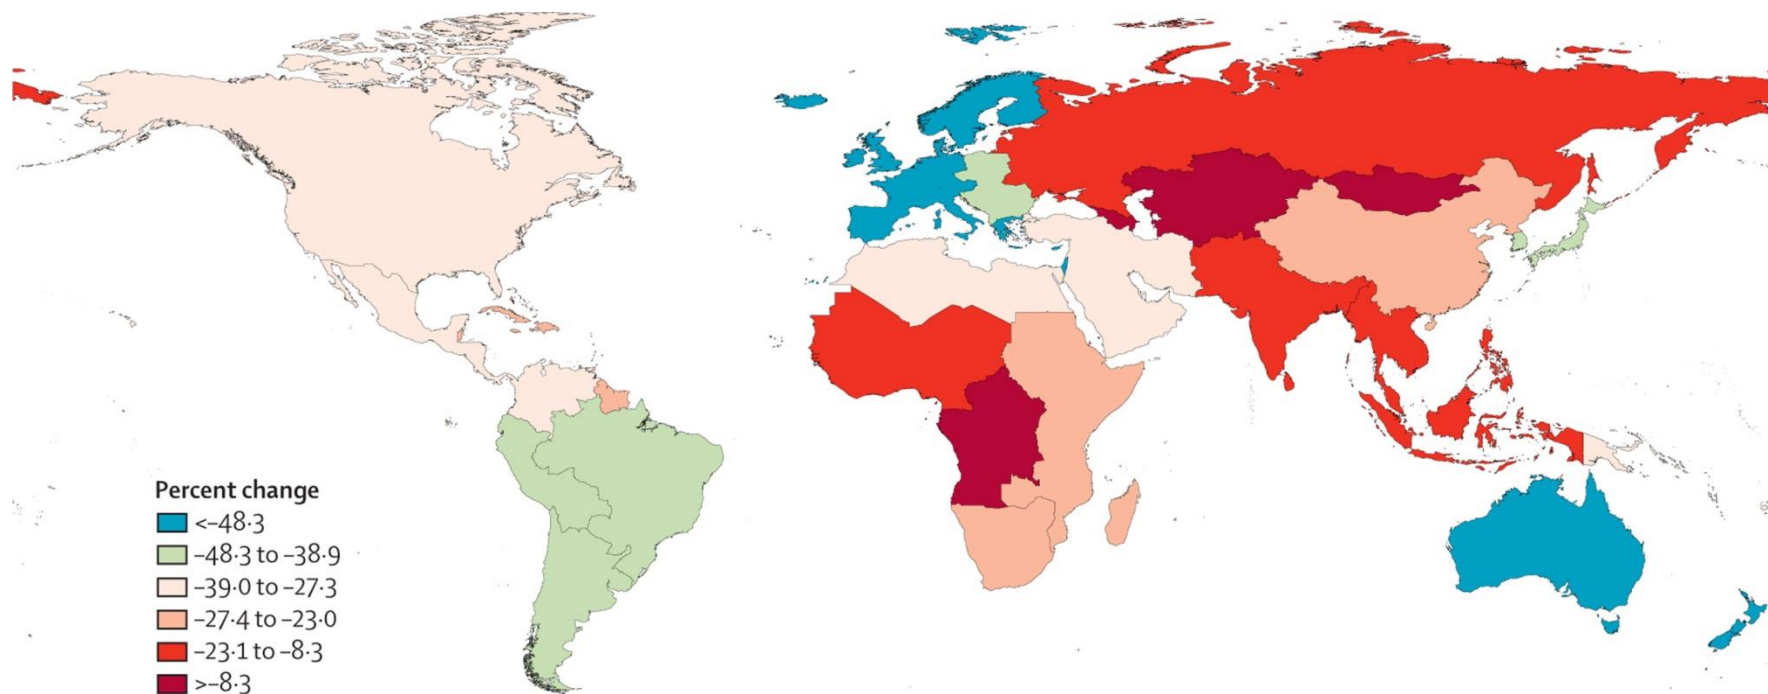 Percent change
<–48·3
–48·3 to –38·9
–39·0 to –27·3
–27·4 to –23·0
–23·1 to –8·3
>–8·3